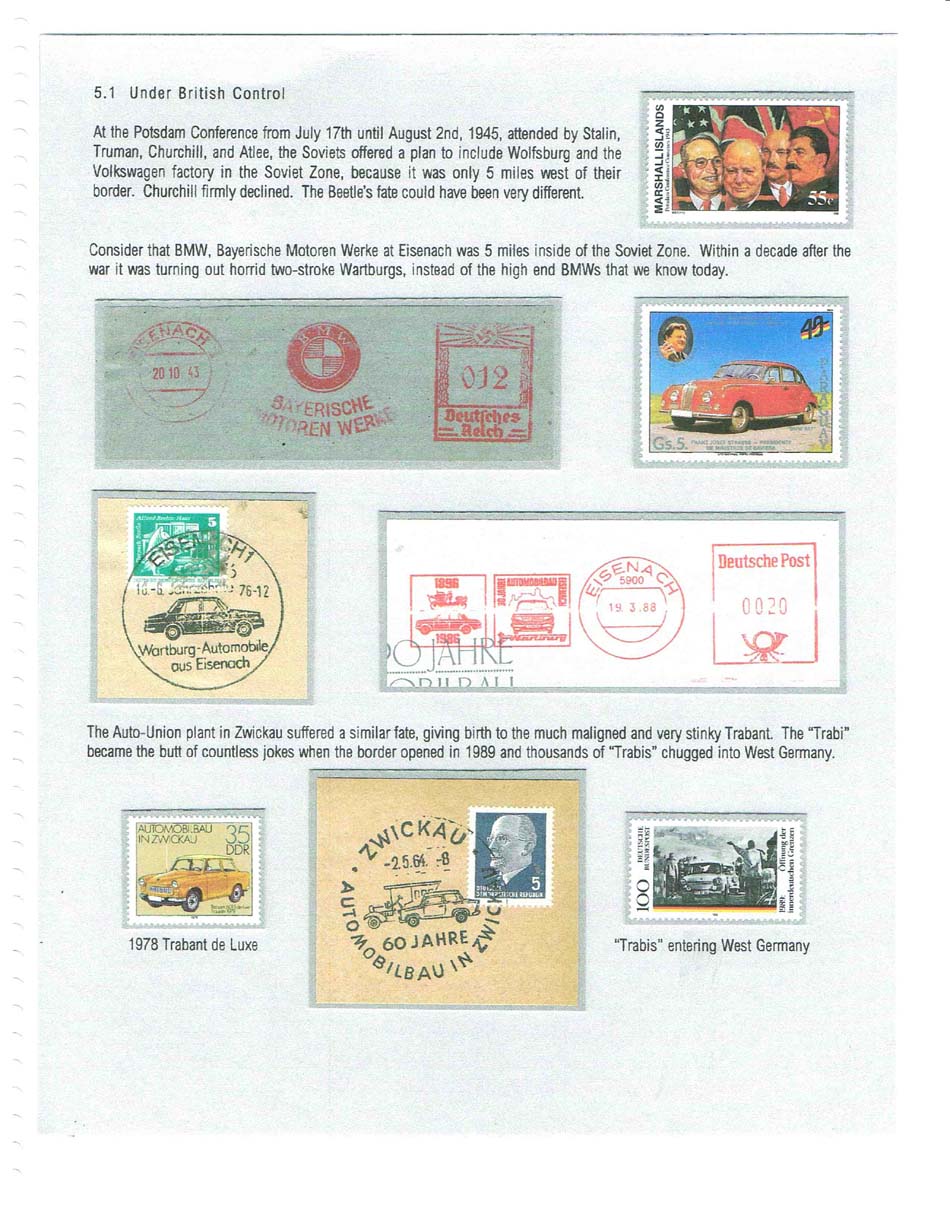 5.1 Under British Control
At the Potsdam Conference from July 17th until August 2nd, 1945, attended by Stalin,
Truman, Churchill, and Atlee, the Soviets offered a plan to include Wolfsburg and the
Volkswagen factory in the Soviet Zone, because it was only 5 miles west of their
border. Churchill firmly declined. The Beetle's fate could have been very different.
MARSHALL ISLANDS
55¢
Consider that BMW, Bayerische Motoren Werke at Eisenach was 5 miles inside of the Soviet Zone. Within a decade after the
war it was turning out horrid two-stroke Wartburgs, instead of the high end BMWs that we know today.
EISENACH
20 10 43
BMW
BAYERISCHE
MOTOREN WERKE
012
Deutsches
Reich
40
PARAGUAY
Gs.5.
FRANZ JOSEF STRAUSS - PRESIDENTE
DE MINISTROS DE BAVIERA
5
EISENACH 1
76-12
Wartburg-Automobile
aus Eisenach
1896
1986
AUTOMOBILBAU
EISENACH
EISENACH
5900
19.3.88
Deutsche Post
0020
90 JAHRE
The Auto-Union plant in Zwickau suffered a similar fate, giving birth to the much maligned and very stinky Trabant. The "Trabi"
became the butt of countless jokes when the border opened in 1989 and thousands of "Trabis" chugged into West Germany.
AUTOMOBILBAU
IN ZWICKAU
35
DDR
1978 Trabant de Luxe
ZWICKAU
-2.5.64.-8
60 JAHRE
AUTOMOBILBAU IN ZWICKAU
5
DEUTSCHE
DEMOKRATISCHE REPUBLIK
100
DEUTSCHE
BUNDESPOST
1989: Öffnung der
innerdeutschen Grenzen
"Trabis" entering West Germany